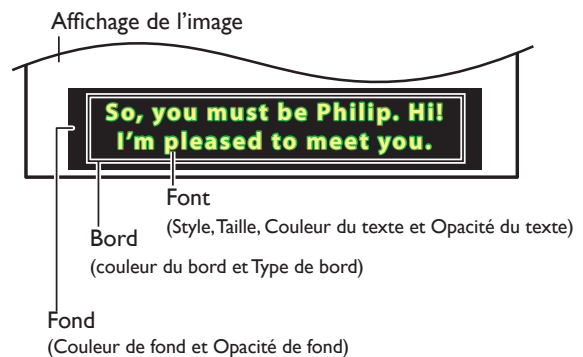 Affichage de l’image
So, you must be Philip. Hi!
I’m pleased to meet you.
Font
(Style, Taille, Couleur du texte et Opacité du texte)
Bord
(couleur du bord et Type de bord)
Fond
(Couleur de fond et Opacité de fond)